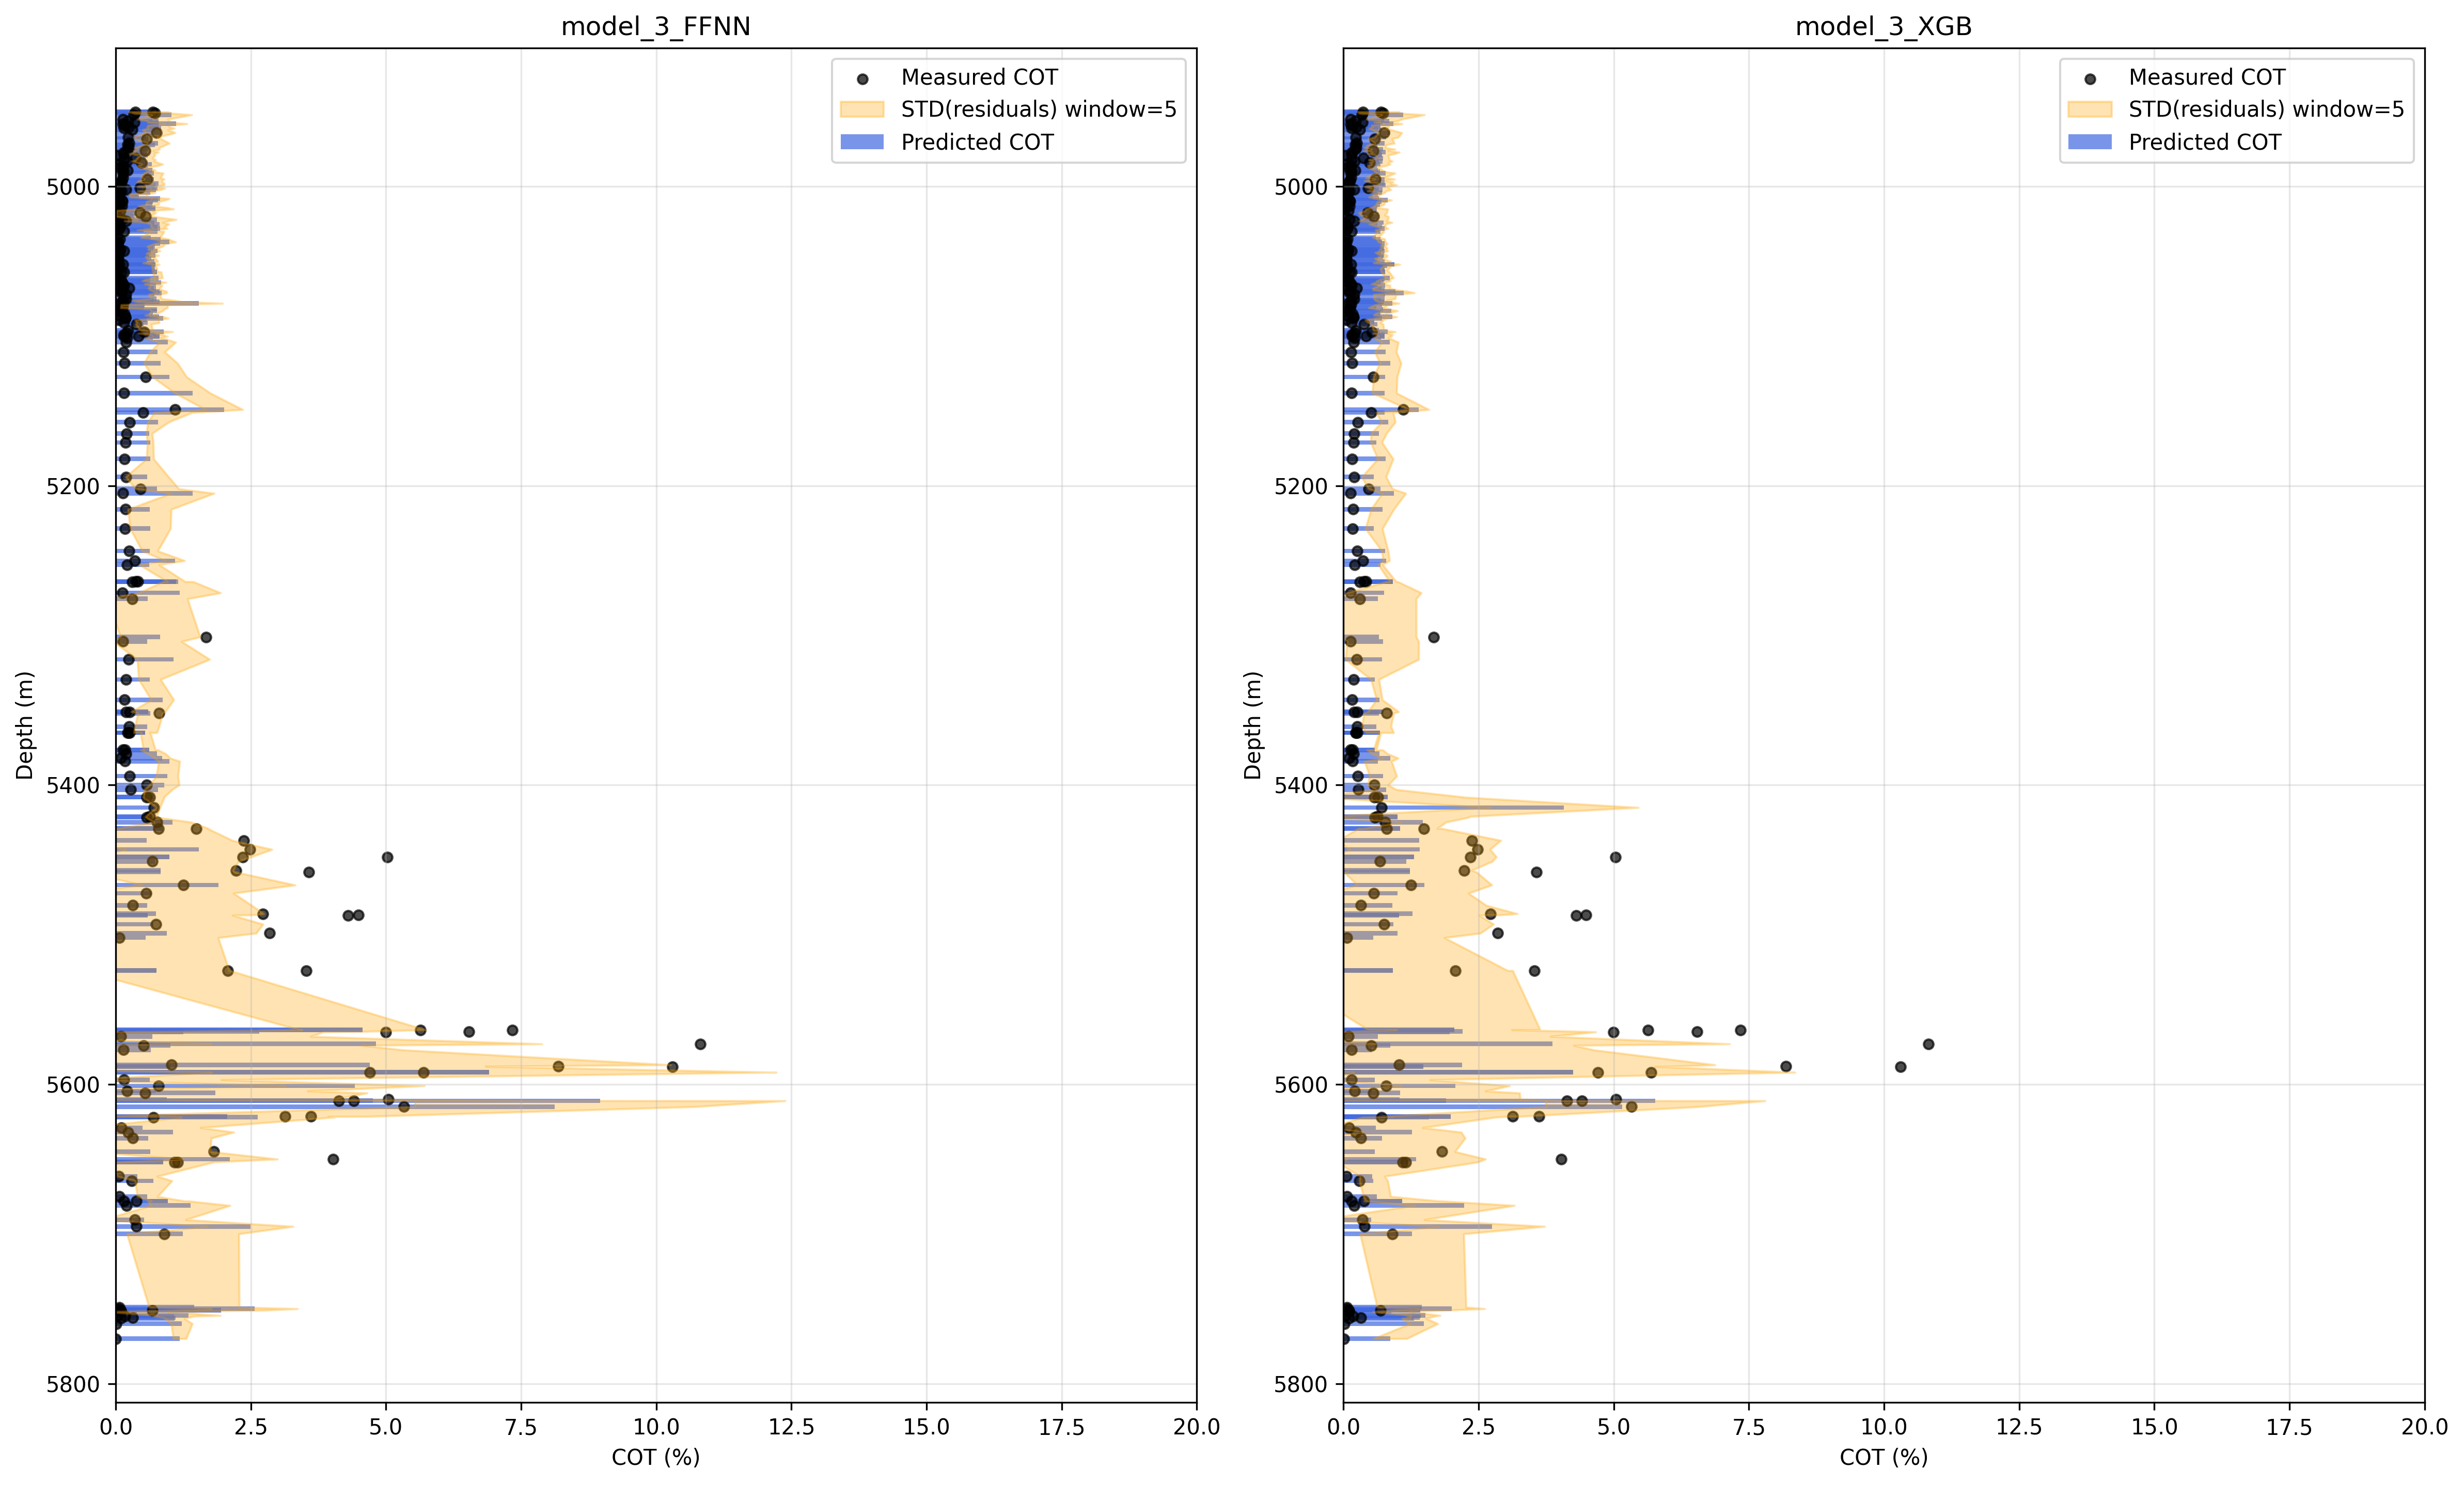 model_3_FFNN
Measured COT
STD(residuals) window=5
Predicted COT
5000
5200
5400
5600
5800
Depth (m)
0.0 2.5 5.0 7.5 10.0 12.5 15.0 17.5 20.0
COT (%)
model_3_XGB
Measured COT
STD(residuals) window=5
Predicted COT
5000
5200
5400
5600
5800
Depth (m)
0.0 2.5 5.0 7.5 10.0 12.5 15.0 17.5 20.0
COT (%)